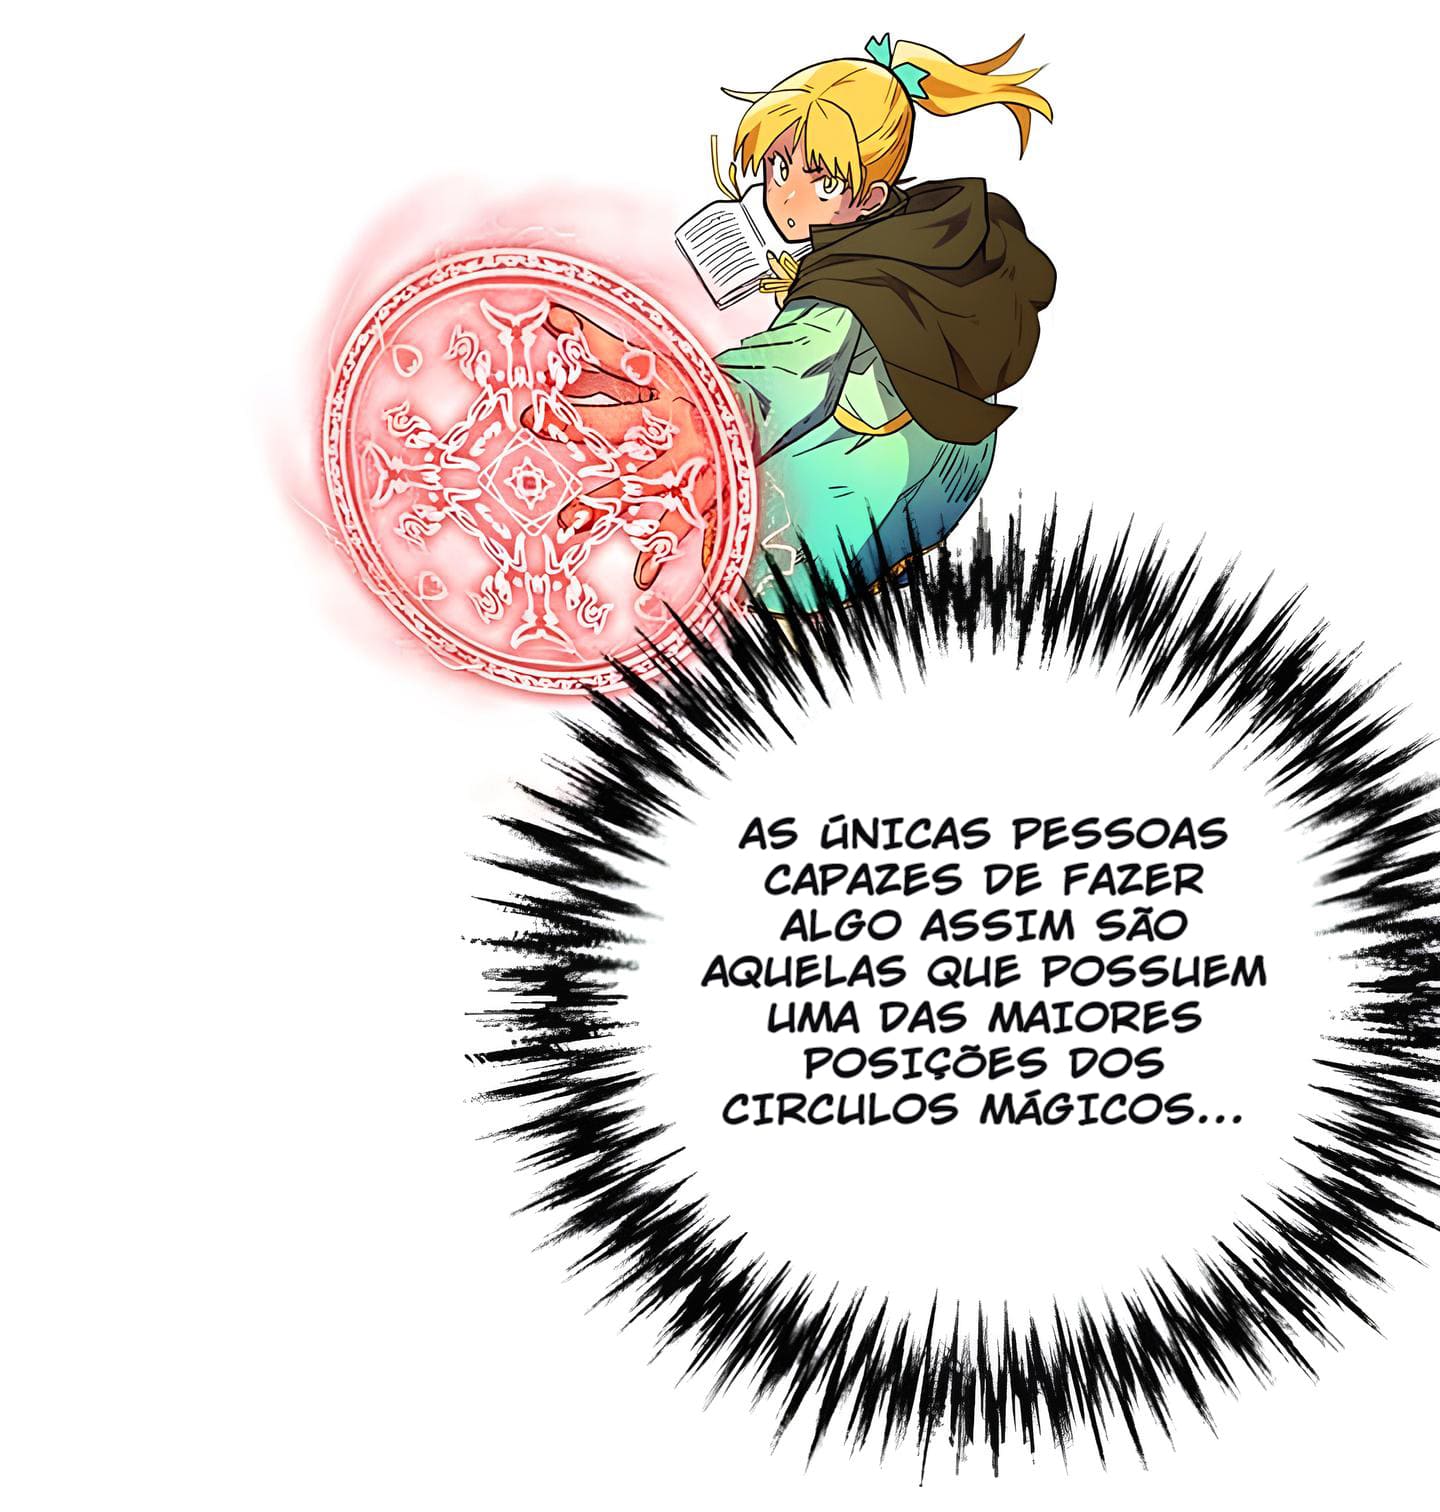 AS ÚNICAS PESSOAS
CAPAZES DE FAZER
ALGO ASSIM SÃO
AQUELAS QUE POSSUEM
UMA DAS MAIORES
POSIÇÕES DOS
CIRCULOS MÁGICOS...